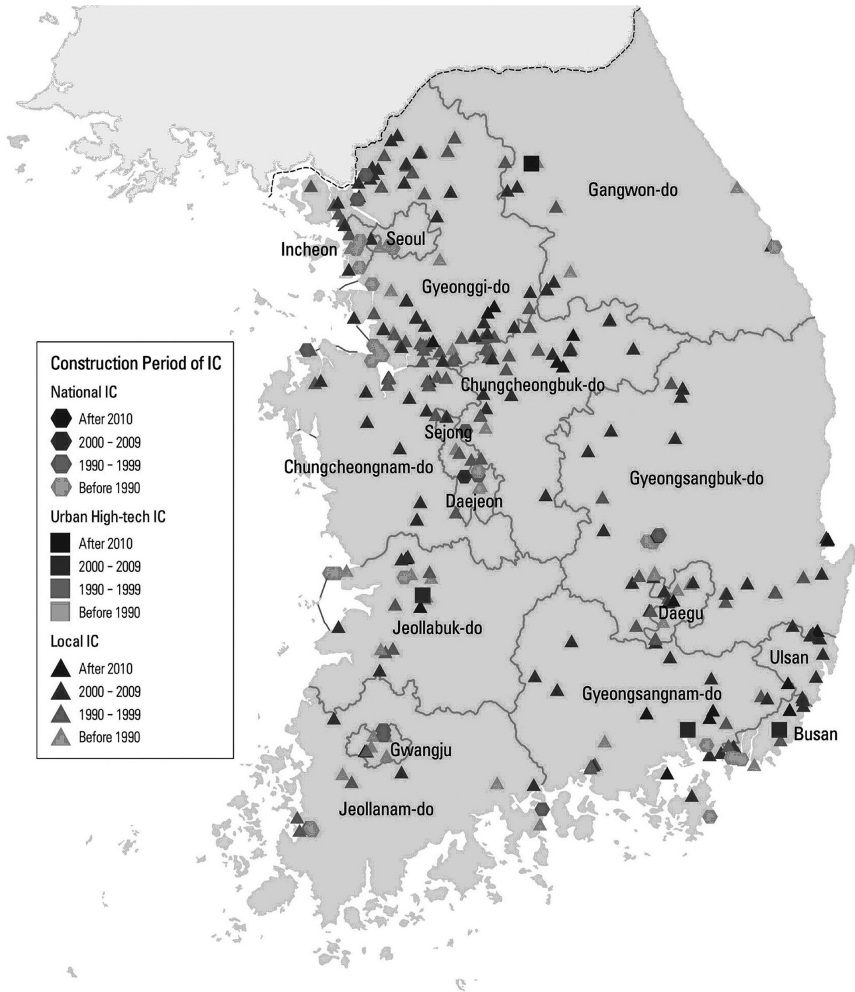 Gangwon-do
Seoul
Incheon
Gyeonggi-do
Construction Period of IC
National IC
After 2010
2000 - 2009
1990 - 1999
Before 1990
Urban High-tech IC
After 2010
2000 - 2009
1990 - 1999
Before 1990
Local IC
After 2010
2000 - 2009
1990 - 1999
Before 1990
Chungcheongbuk-do
Sejong
Chungcheongnam-do
Gyeongsangbuk-do
Daejeon
Daegu
Jeollabuk-do
Ulsan
Gyeongsangnam-do
Busan
Gwangju
Jeollanam-do